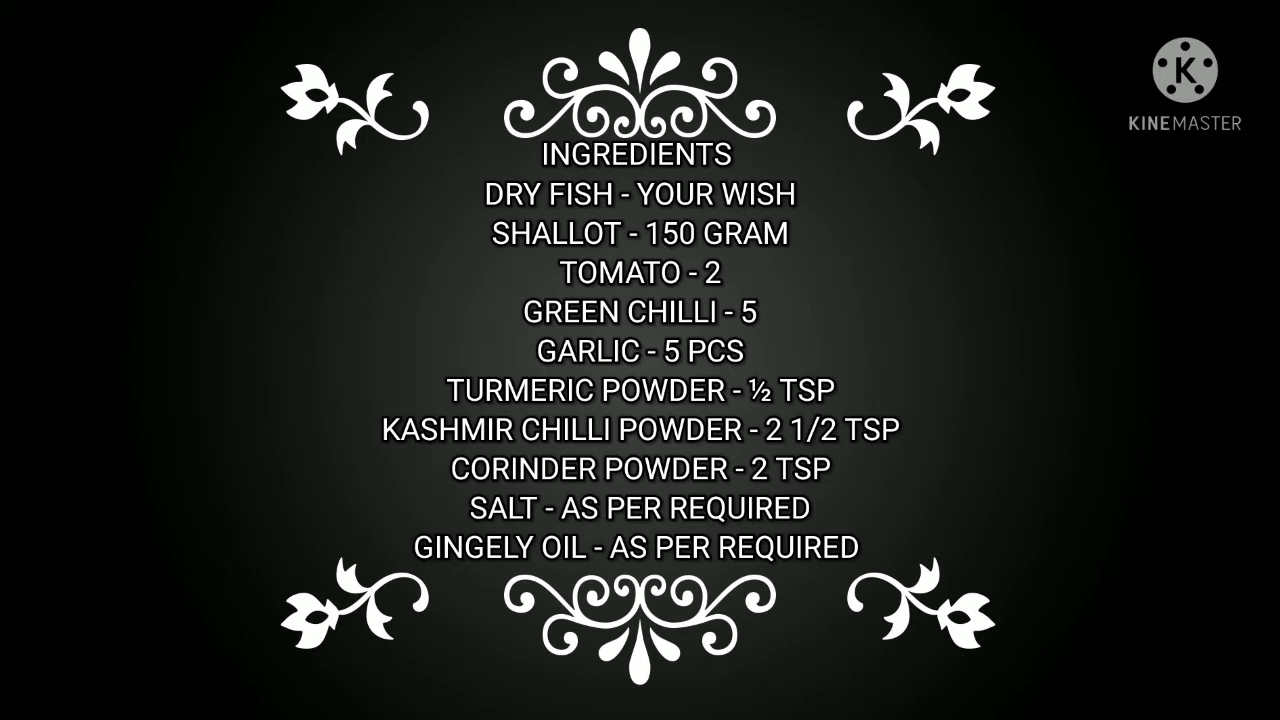 K
KINEMASTER
INGREDIENTS
DRY FISH - YOUR WISH
SHALLOT - 150 GRAM
TOMATO - 2
GREEN CHILLI - 5
GARLIC - 5 PCS
TURMERIC POWDER - ½ TSP
KASHMIR CHILLI POWDER - 2 1/2 TSP
CORINDER POWDER - 2 TSP
SALT - AS PER REQUIRED
GINGELY OIL - AS PER REQUIRED